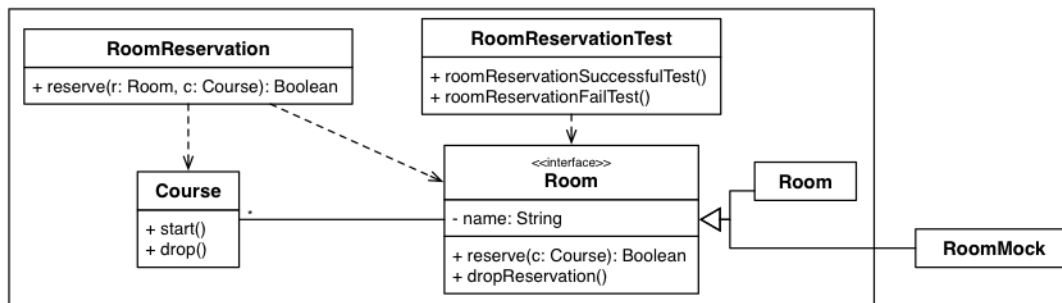 RoomReservation
+ reserve(r: Room, c: Course): Boolean
RoomReservationTest
+ roomReservationSuccessfulTest()
+ roomReservationFailTest()
Course
+ start()
+ drop()
*
<<interface>>
Room
- name: String
+ reserve(c: Course): Boolean
+ dropReservation()
Room
RoomMock